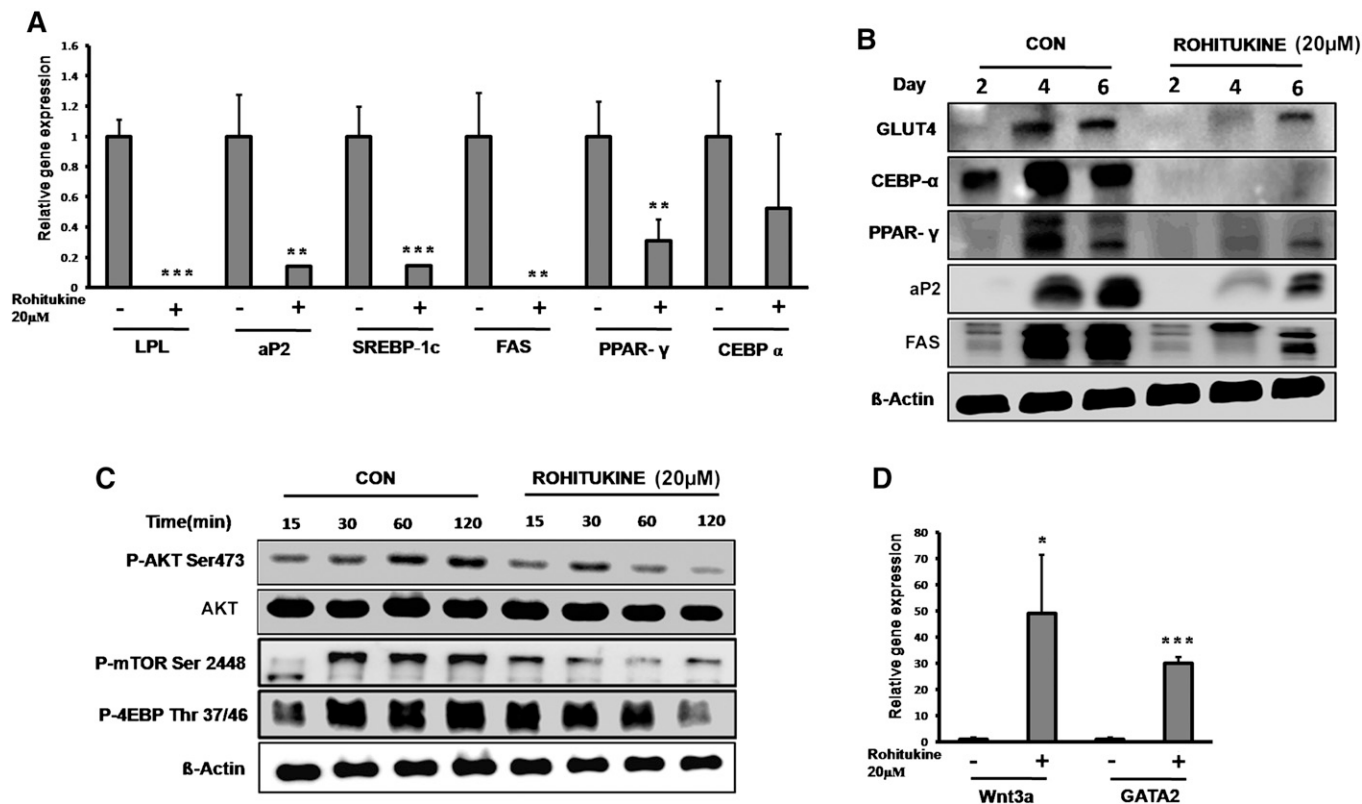 A
Relative gene expression
1.6
1.4
1.2
1
0.8
0.6
0.4
0.2
0
*** ** *** ** **
Rohitukine
20µM
- + - + - + - + - + - +
LPL aP2 SREBP-1c FAS PPAR- γ CEBP α
B
CON ROHITUKINE (20µM)
Day 2 4 6 2 4 6
GLUT4
CEBP-α
PPAR- γ
aP2
FAS
ß-Actin
C
CON ROHITUKINE (20µM)
Time(min) 15 30 60 120 15 30 60 120
P-AKT Ser473
AKT
P-mTOR Ser 2448
P-4EBP Thr 37/46
ß-Actin
D
Relative gene expression
80
70
60
50
40
30
20
10
0
* ***
Rohitukine
20µM
- + - +
Wnt3a GATA2